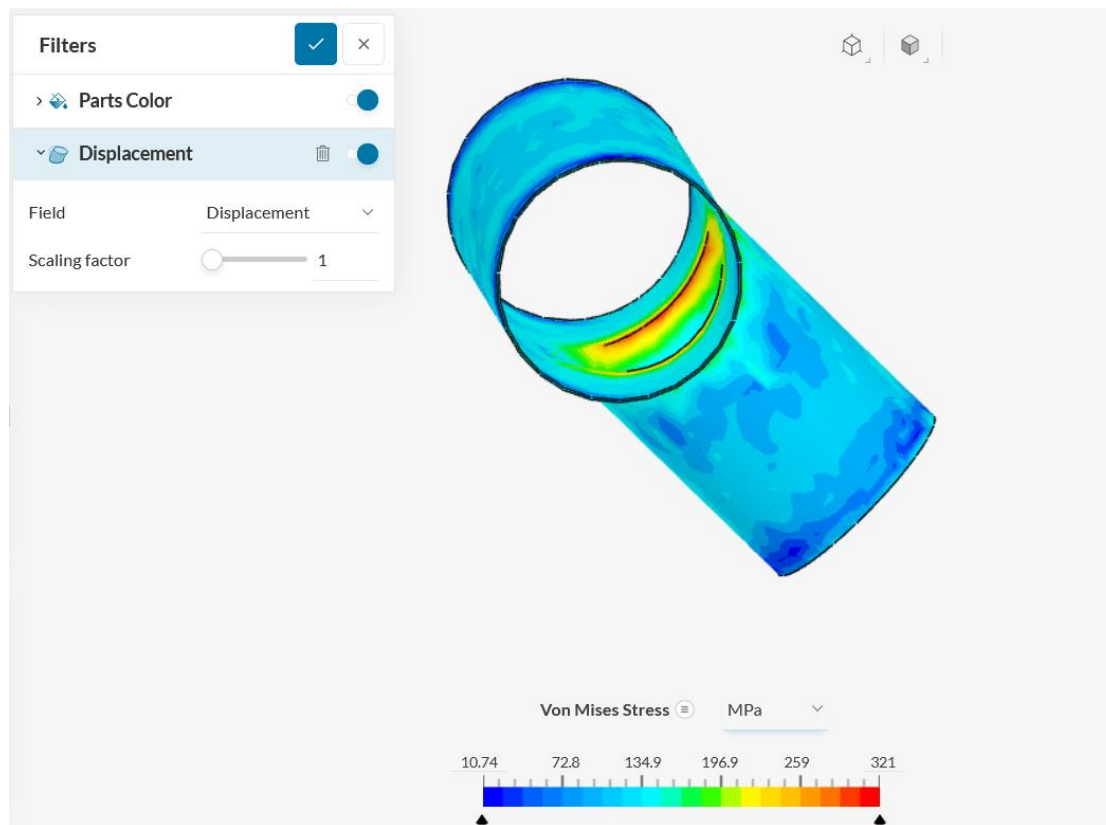 Filters
Parts Color
Displacement
Field Displacement
Scaling factor 1
Von Mises Stress MPa
10.74 72.8 134.9 196.9 259 321